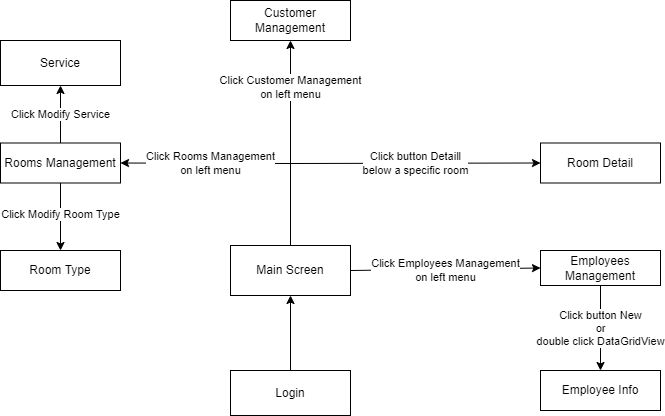 Customer
Management
Service
Click Customer Management
on left menu
Click Modify Service
Rooms Management
Click Rooms Management
on left menu
Click button Detaill
below a specific room
Room Detail
Click Modify Room Type
Room Type
Main Screen
Click Employees Management
on left menu
Employees
Management
Click button New
or
double click DataGridView
Login
Employee Info